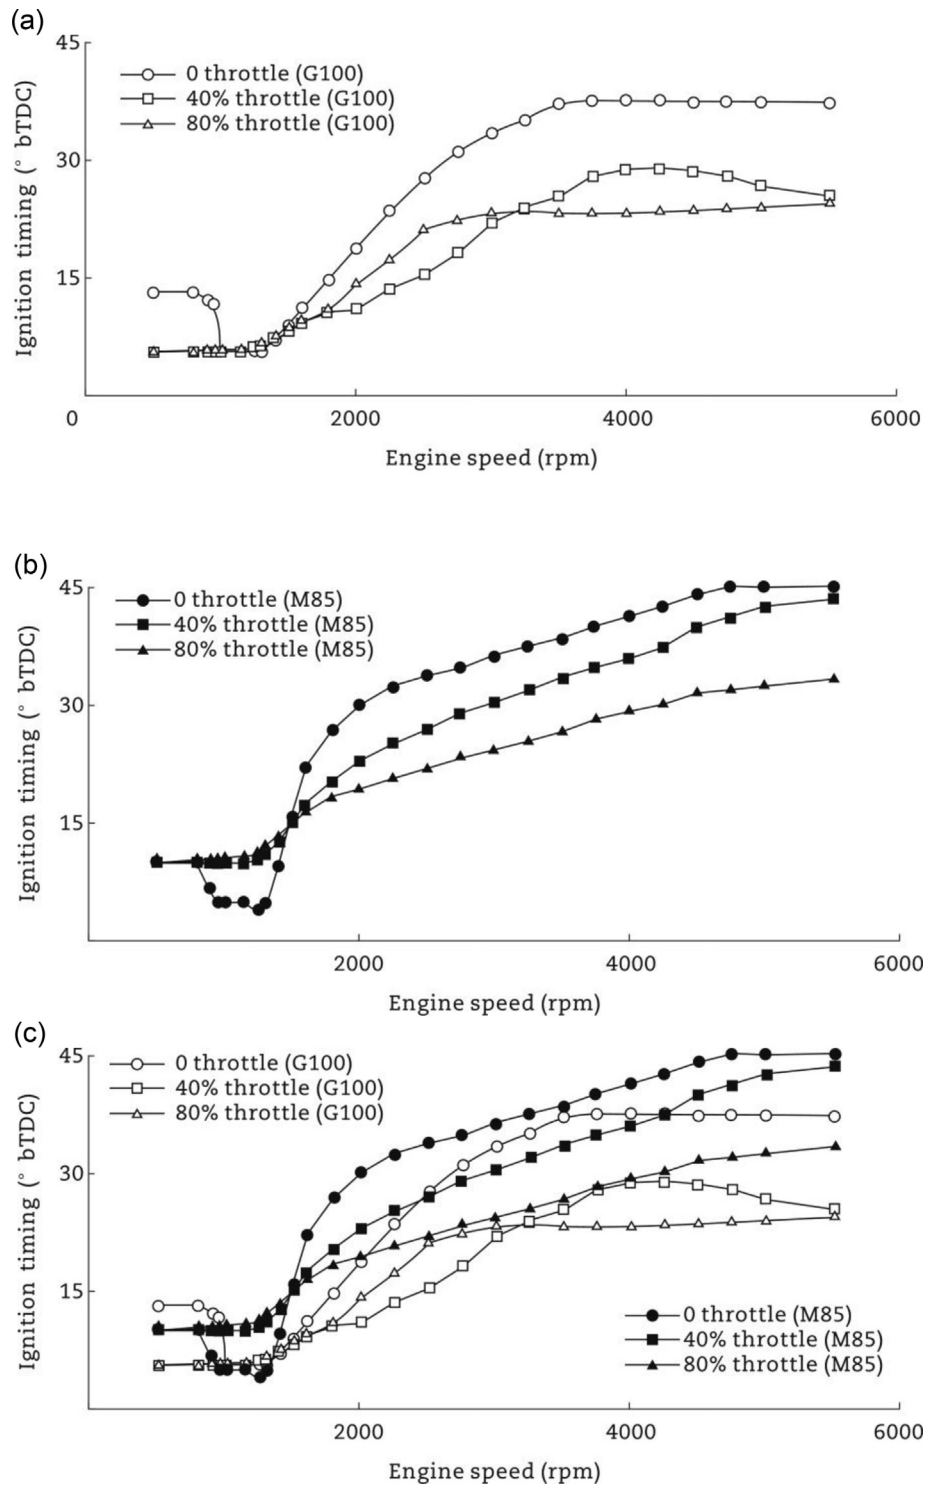 (a)
45
0 throttle (G100)
40% throttle (G100)
80% throttle (G100)
30
15
Ignition timing (° bTDC)
0 2000 4000 6000
Engine speed (rpm)
(b)
45
0 throttle (M85)
40% throttle (M85)
80% throttle (M85)
30
15
Ignition timing (° bTDC)
2000 4000 6000
Engine speed (rpm)
(c)
45
0 throttle (G100)
40% throttle (G100)
80% throttle (G100)
30
15
Ignition timing (° bTDC)
0 throttle (M85)
40% throttle (M85)
80% throttle (M85)
2000 4000 6000
Engine speed (rpm)